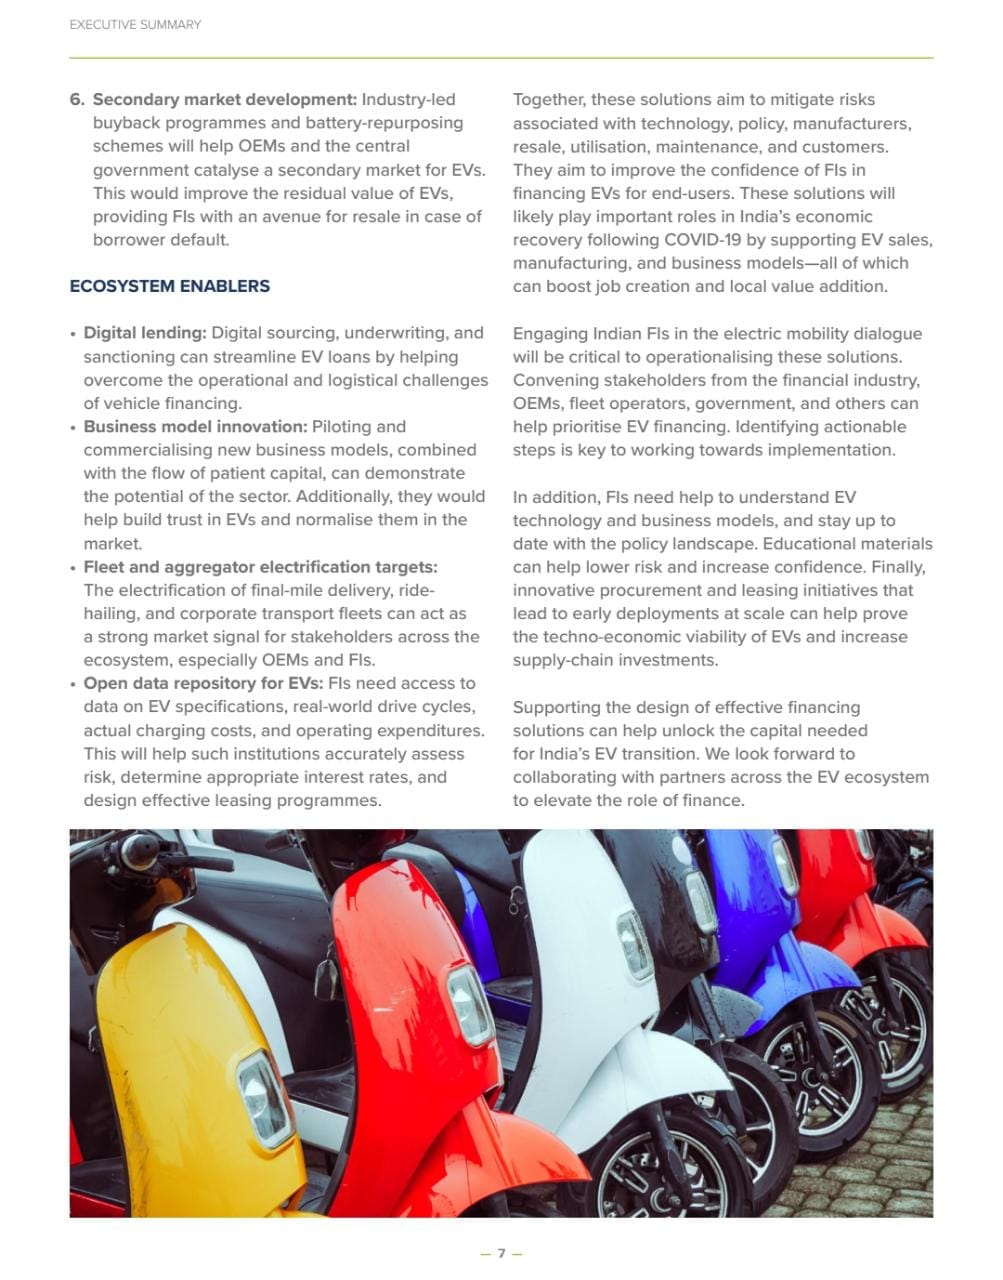 EXECUTIVE SUMMARY
6. Secondary market development: Industry-led
buyback programmes and battery-repurposing
schemes will help OEMs and the central
government catalyse a secondary market for EVs.
This would improve the residual value of EVs,
providing FIs with an avenue for resale in case of
borrower default.
ECOSYSTEM ENABLERS
• Digital lending: Digital sourcing, underwriting, and
sanctioning can streamline EV loans by helping
overcome the operational and logistical challenges
of vehicle financing.
• Business model innovation: Piloting and
commercialising new business models, combined
with the flow of patient capital, can demonstrate
the potential of the sector. Additionally, they would
help build trust in EVs and normalise them in the
market.
• Fleet and aggregator electrification targets:
The electrification of final-mile delivery, ride-
hailing, and corporate transport fleets can act as
a strong market signal for stakeholders across the
ecosystem, especially OEMs and FIs.
• Open data repository for EVs: FIs need access to
data on EV specifications, real-world drive cycles,
actual charging costs, and operating expenditures.
This will help such institutions accurately assess
risk, determine appropriate interest rates, and
design effective leasing programmes.
Together, these solutions aim to mitigate risks
associated with technology, policy, manufacturers,
resale, utilisation, maintenance, and customers.
They aim to improve the confidence of FIs in
financing EVs for end-users. These solutions will
likely play important roles in India's economic
recovery following COVID-19 by supporting EV sales,
manufacturing, and business models—all of which
can boost job creation and local value addition.
Engaging Indian FIs in the electric mobility dialogue
will be critical to operationalising these solutions.
Convening stakeholders from the financial industry,
OEMs, fleet operators, government, and others can
help prioritise EV financing. Identifying actionable
steps is key to working towards implementation.
In addition, FIs need help to understand EV
technology and business models, and stay up to
date with the policy landscape. Educational materials
can help lower risk and increase confidence. Finally,
innovative procurement and leasing initiatives that
lead to early deployments at scale can help prove
the techno-economic viability of EVs and increase
supply-chain investments.
Supporting the design of effective financing
solutions can help unlock the capital needed
for India's EV transition. We look forward to
collaborating with partners across the EV ecosystem
to elevate the role of finance.
— 7 —